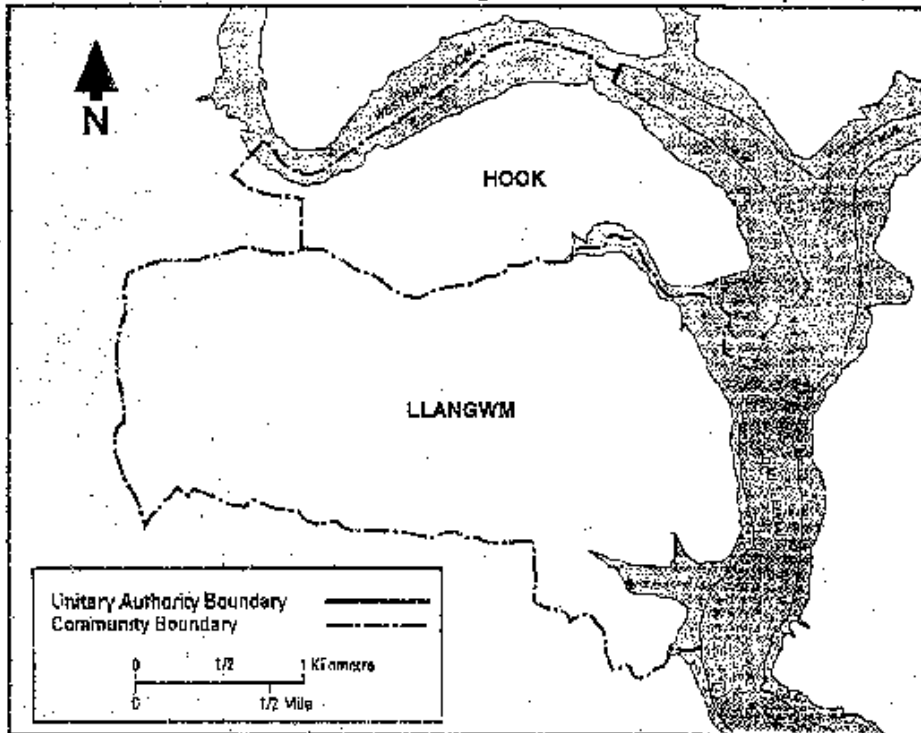 N
HOOK
LLANGWM
Unitary Authority Boundary
Community Boundary
0 1/2 1 Kilometre
0 1/2 Mile